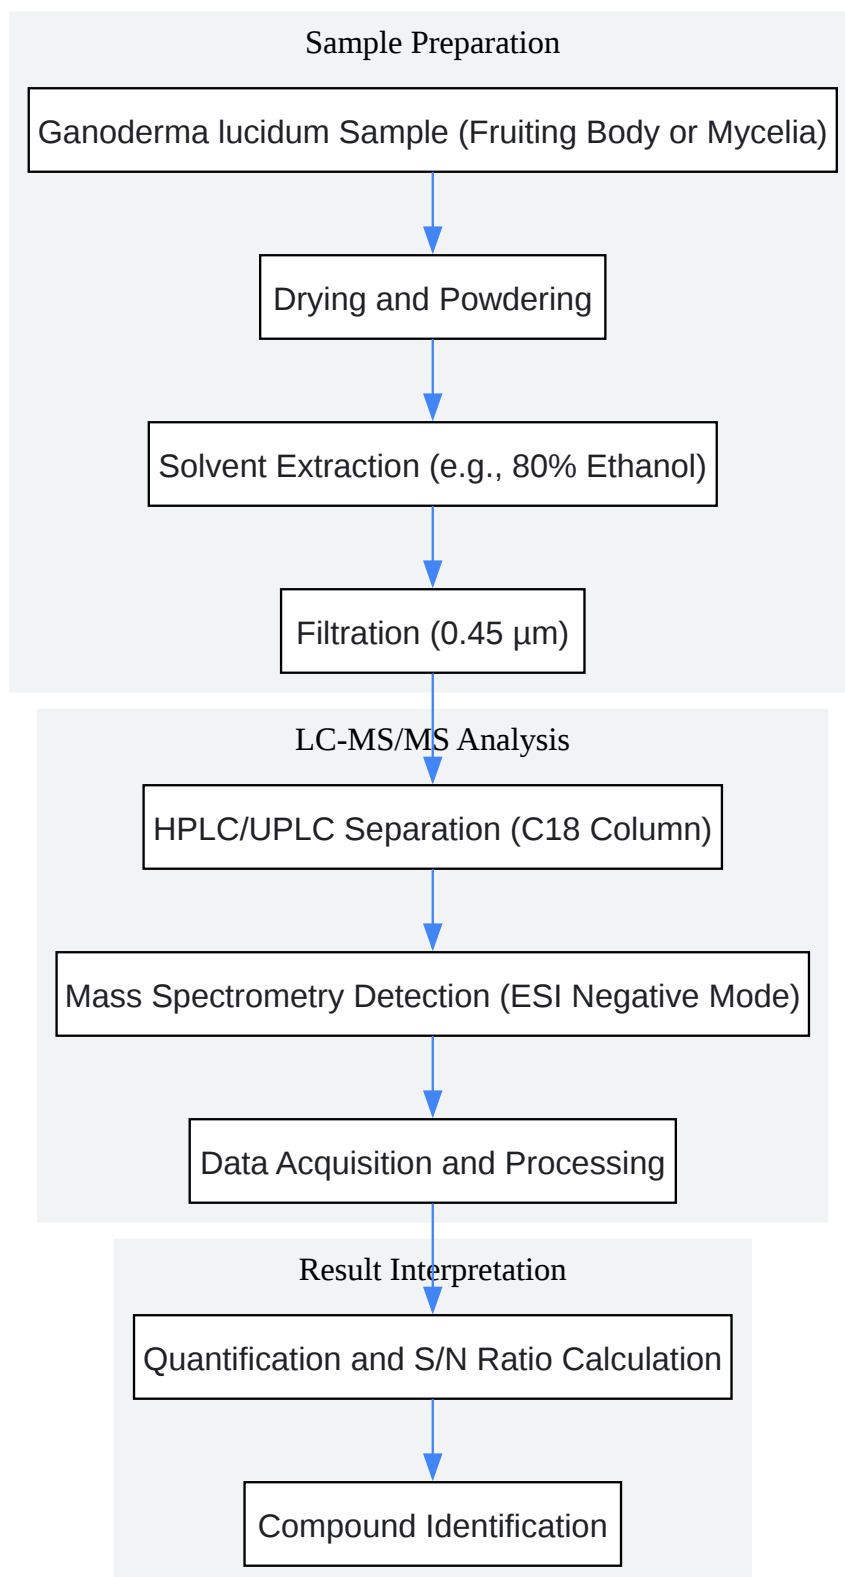 Sample Preparation
Ganoderma lucidum Sample (Fruiting Body or Mycelia)
Drying and Powdering
Solvent Extraction (e.g., 80% Ethanol)
Filtration (0.45 µm)
LC-MS/MS Analysis
HPLC/UPLC Separation (C18 Column)
Mass Spectrometry Detection (ESI Negative Mode)
Data Acquisition and Processing
Result Interpretation
Quantification and S/N Ratio Calculation
Compound Identification